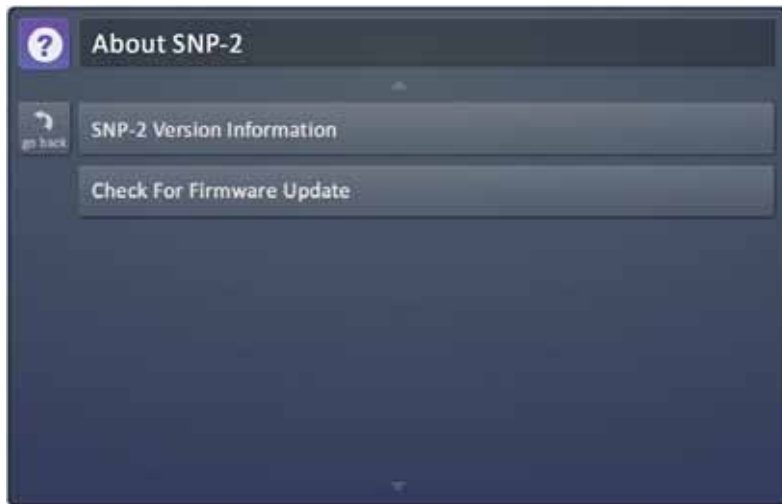 ?
About SNP-2
go back
SNP-2 Version Information
Check For Firmware Update